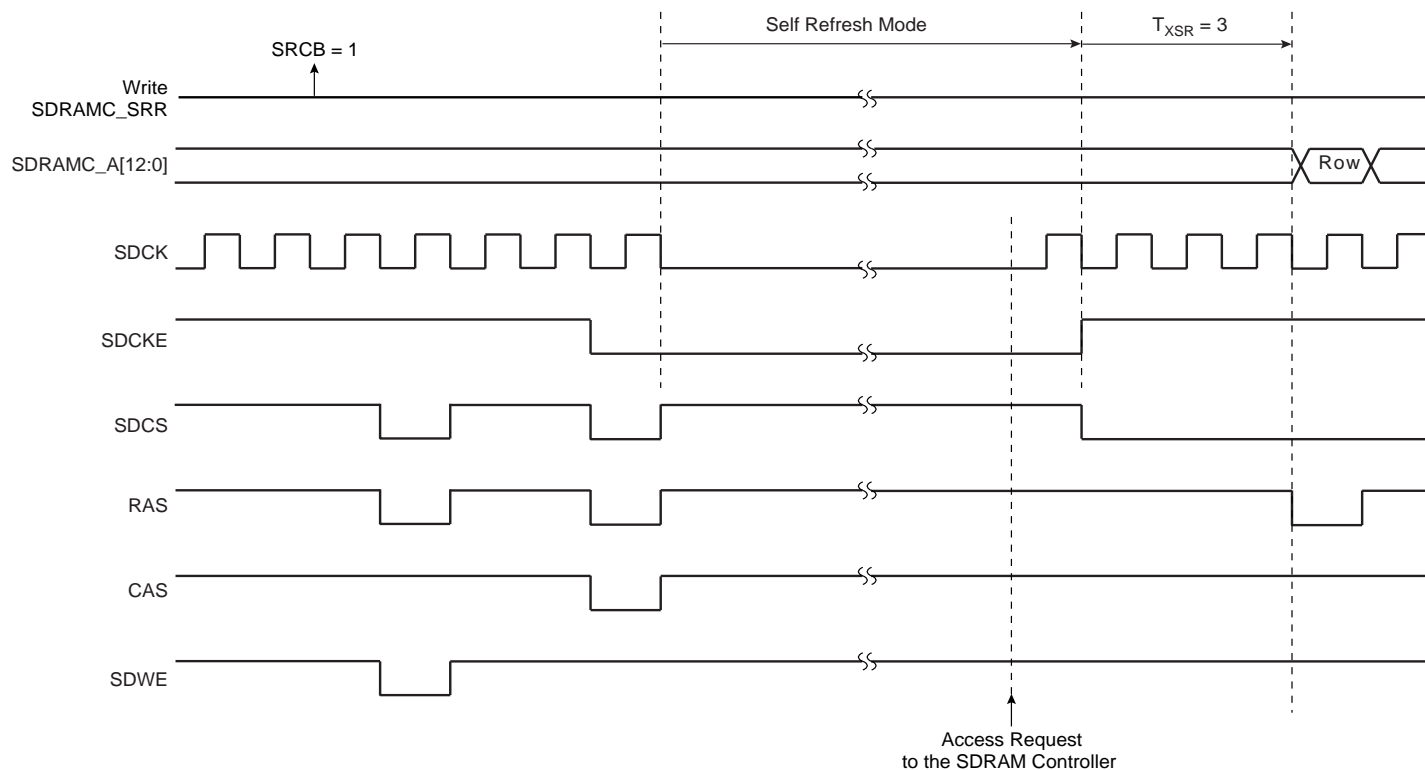 Self Refresh Mode
TXSR = 3
SRCB = 1
Write
SDRAMC_SRR
SDRAMC_A[12:0]
Row
SDCK
SDCKE
SDCS
RAS
CAS
SDWE
Access Request
to the SDRAM Controller